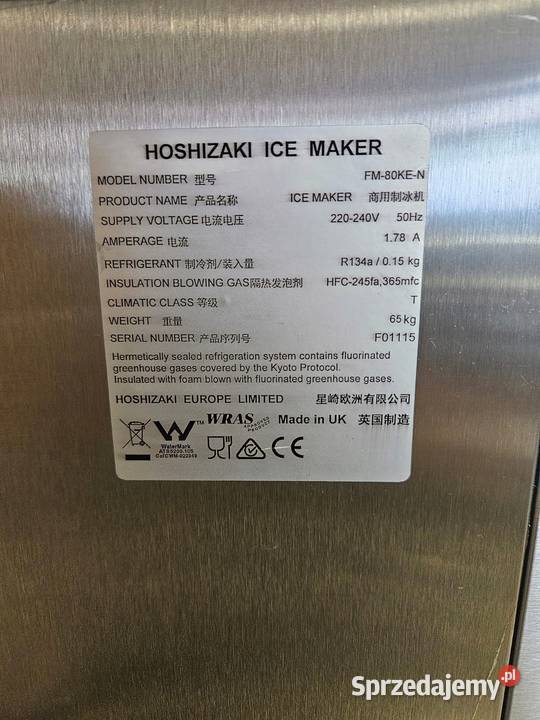 HOSHIZAKI ICE MAKER
MODEL NUMBER 型号 FM-80KE-N
PRODUCT NAME 产品名称 ICE MAKER 商用制冰机
SUPPLY VOLTAGE 电流电压 220-240V 50Hz
AMPERAGE 电流 1.78 A
REFRIGERANT 制冷剂/装入量 R134a / 0.15 kg
INSULATION BLOWING GAS隔热发泡剂 HFC-245fa,365mfc
CLIMATIC CLASS 等级 T
WEIGHT 重量 65kg
SERIAL NUMBER 产品序列号 F01115
Hermetically sealed refrigeration system contains fluorinated
greenhouse gases covered by the Kyoto Protocol.
Insulated with foam blown with fluorinated greenhouse gases.
HOSHIZAKI EUROPE LIMITED 星崎欧洲有限公司
WRAS APPROVED PRODUCT Made in UK 英国制造
TM
WaterMark
ATS5200.105
CE
Sprzedajemy.pl